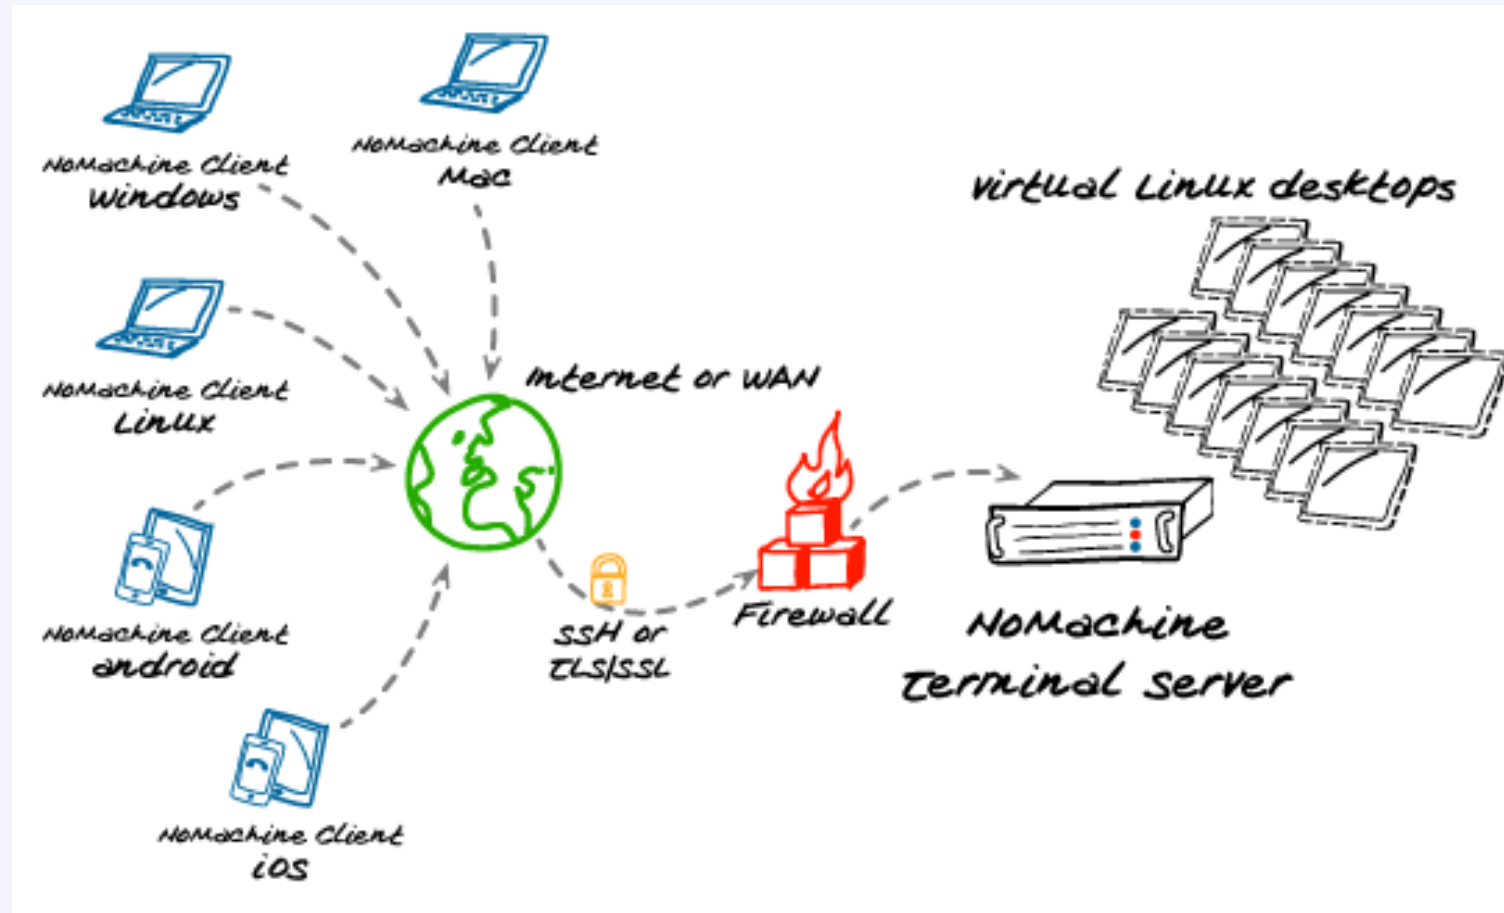 NoMachine Client
Windows
NoMachine Client
Mac
virtual Linux desktops
NoMachine Client
Linux
Internet or WAN
NoMachine Client
android
SSH or
TLS/SSL
Firewall
NoMachine
Terminal Server
NoMachine Client
iOS